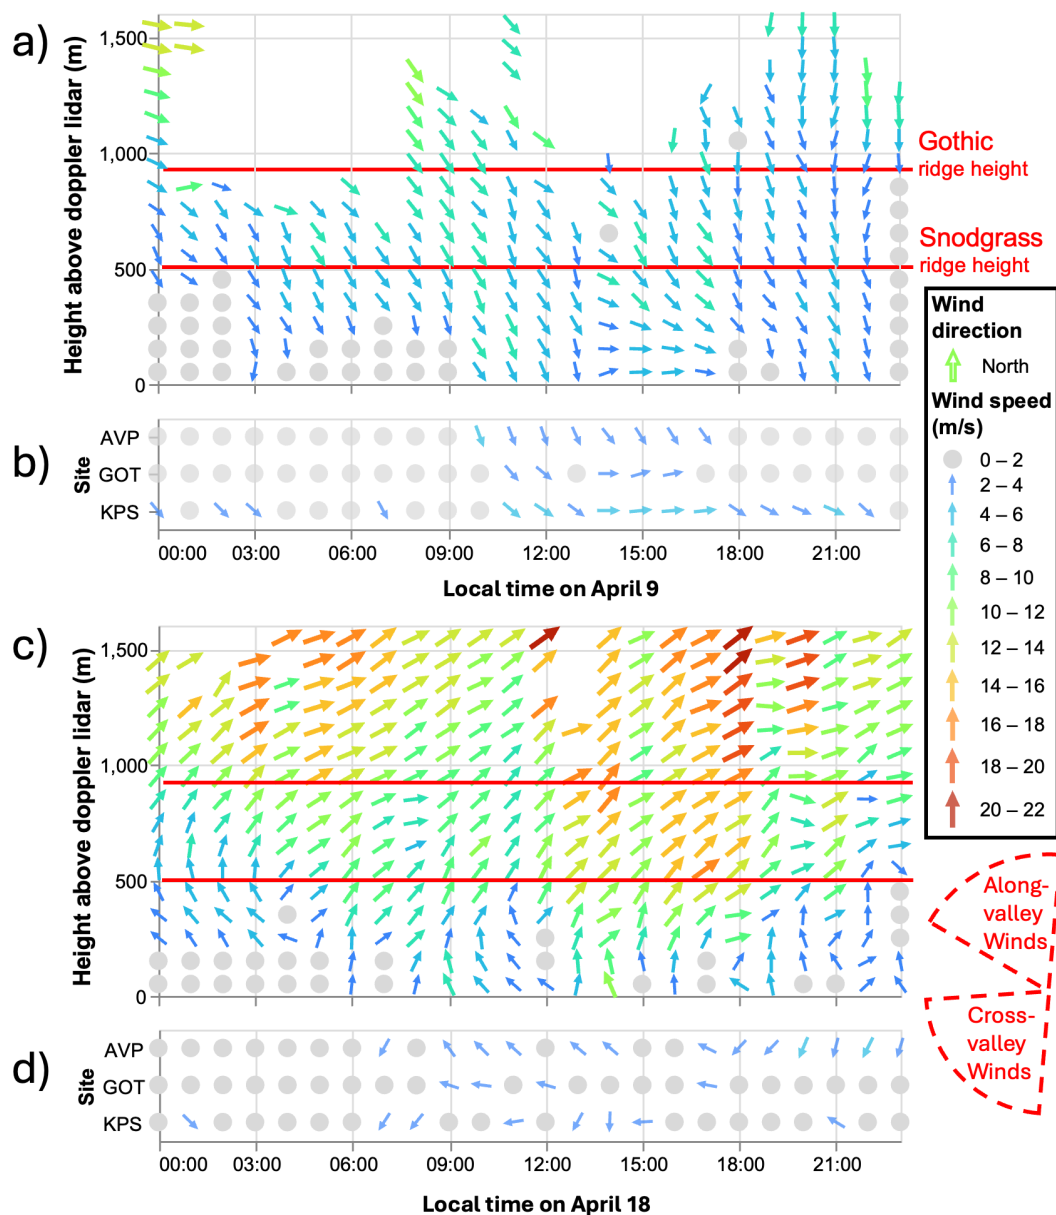 a)
Height above doppler lidar (m)
1,500
1,000
500
0
Gothic
ridge height
Snodgrass
ridge height
b)
Site
AVP
GOT
KPS
00:00 03:00 06:00 09:00 12:00 15:00 18:00 21:00
Local time on April 9
Wind
direction
North
Wind speed
(m/s)
0 – 2
2 – 4
4 – 6
6 – 8
8 – 10
10 – 12
12 – 14
14 – 16
16 – 18
18 – 20
20 – 22
c)
Height above doppler lidar (m)
1,500
1,000
500
0
Along-
valley
Winds
Cross-
valley
Winds
d)
Site
AVP
GOT
KPS
00:00 03:00 06:00 09:00 12:00 15:00 18:00 21:00
Local time on April 18